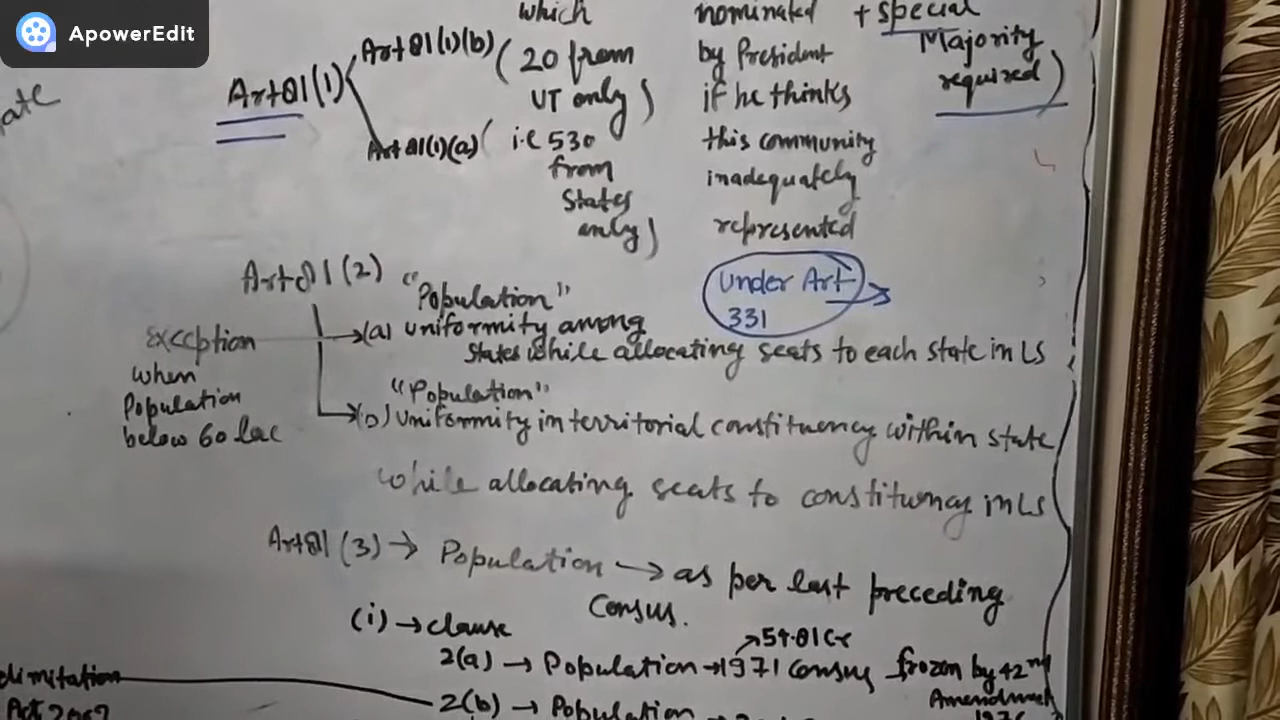 ApowerEdit
which
nominated + special
Art 81(1)(b) ( 20 from
by President
Majority
Art 81(1)
UT only )
if he thinks
required )
Art 81(1)(a) ( i.e 530
this community
from
inadequately
States
represented
only )
Art 81 (2)
"Population"
Under Art
331
Exception
(a) uniformity among
States while allocating seats to each state in LS
when
Population
below 60 lac
"Population"
(b) Uniformity in territorial constituency within state
while allocating seats to constituency in LS
Art 81 (3) → Population → as per last preceding
Census.
(i) → clause
54.81 Cr
2(a) → Population → 1971 Census frozen by 42nd
Amendment
1976
2(b) → Population →